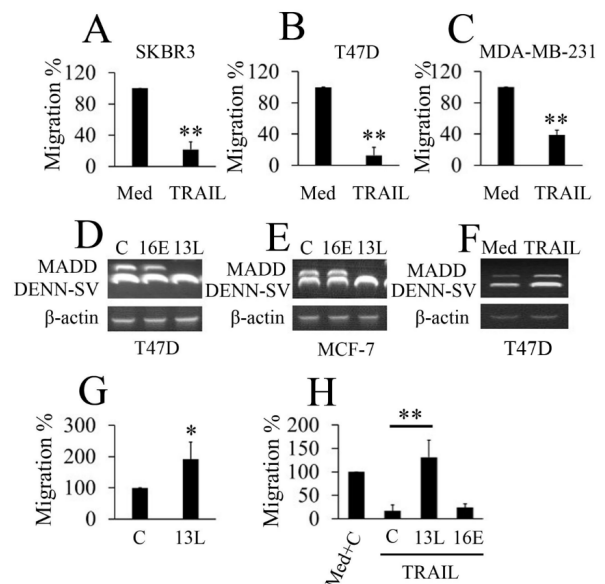 A B C
SKBR3 T47D MDA-MB-231
Migration % 120 80 40 0 ** Med TRAIL
Migration % 120 80 40 0 ** Med TRAIL
Migration % 120 80 40 0 ** Med TRAIL
D C 16E 13L
MADD
DENN-SV
β-actin
T47D
E C 16E 13L
MADD
DENN-SV
β-actin
MCF-7
F Med TRAIL
MADD
DENN-SV
β-actin
T47D
G
Migration % 300 200 100 0 *
C 13L
H
Migration % 200 150 100 50 0 **
Med+C C 13L 16E
TRAIL